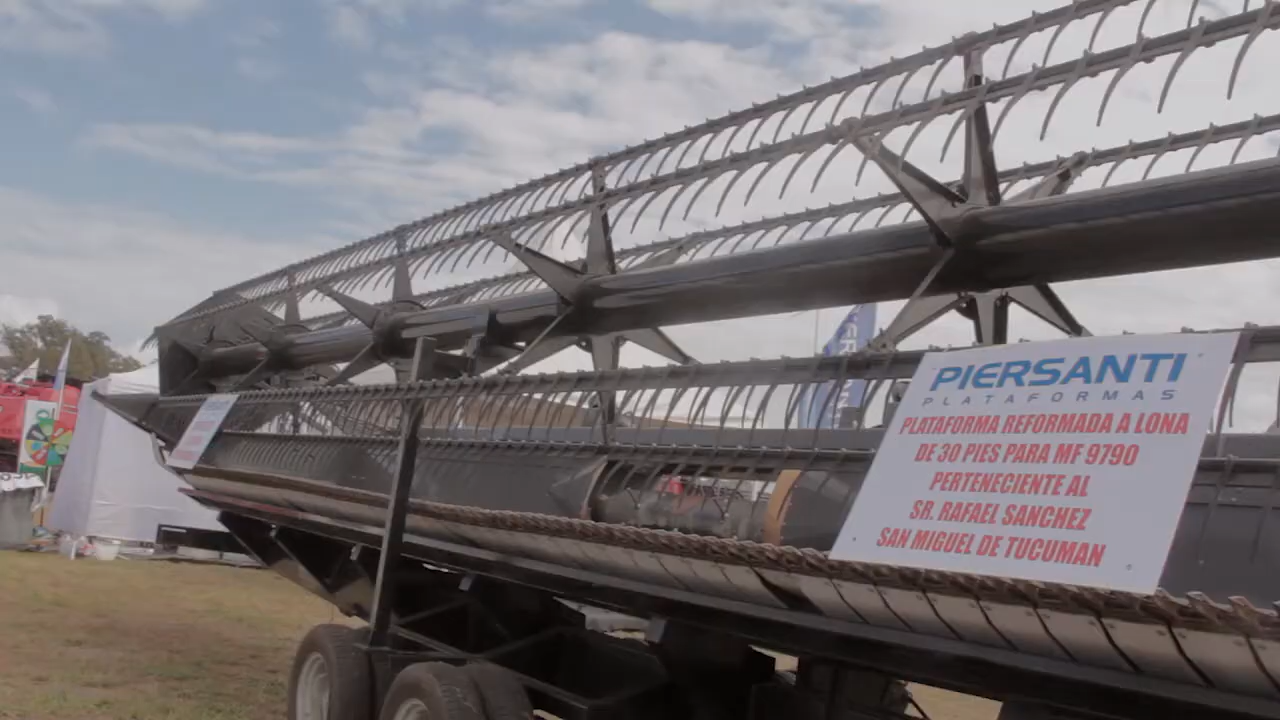 PIERSANTI
PLATAFORMAS
PLATAFORMA REFORMADA A LONA
DE 30 PIES PARA MF 9790
PERTENECIENTE AL
SR. RAFAEL SANCHEZ
SAN MIGUEL DE TUCUMAN